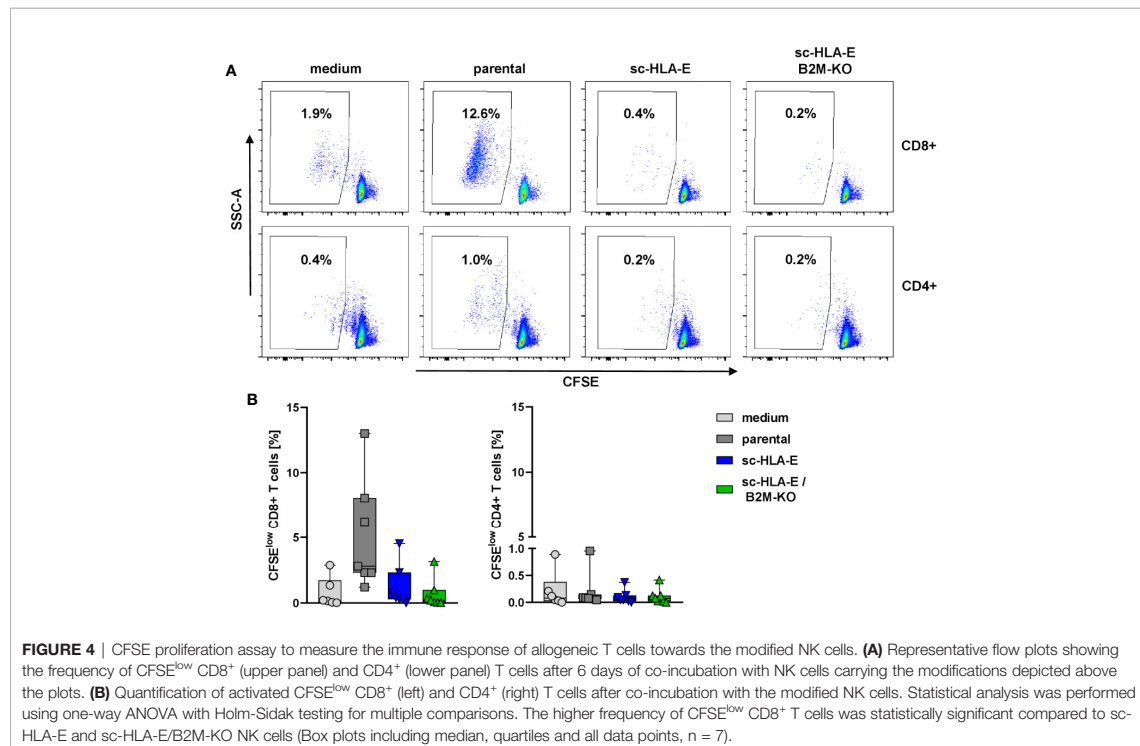 A
medium
parental
sc-HLA-E
sc-HLA-E
B2M-KO
1.9%
12.6%
0.4%
0.2%
CD8+
SSC-A
0.4%
1.0%
0.2%
0.2%
CD4+
CFSE
B
CFSElow CD8+ T cells [%]
15
10
5
0
CFSElow CD4+ T cells [%]
15
10
5
1.0
0.5
0.0
medium
parental
sc-HLA-E
sc-HLA-E /
B2M-KO
FIGURE 4 | CFSE proliferation assay to measure the immune response of allogeneic T cells towards the modified NK cells. (A) Representative flow plots showing
the frequency of CFSElow CD8+ (upper panel) and CD4+ (lower panel) T cells after 6 days of co-incubation with NK cells carrying the modifications depicted above
the plots. (B) Quantification of activated CFSElow CD8+ (left) and CD4+ (right) T cells after co-incubation with the modified NK cells. Statistical analysis was performed
using one-way ANOVA with Holm-Sidak testing for multiple comparisons. The higher frequency of CFSElow CD8+ T cells was statistically significant compared to sc-
HLA-E and sc-HLA-E/B2M-KO NK cells (Box plots including median, quartiles and all data points, n = 7).